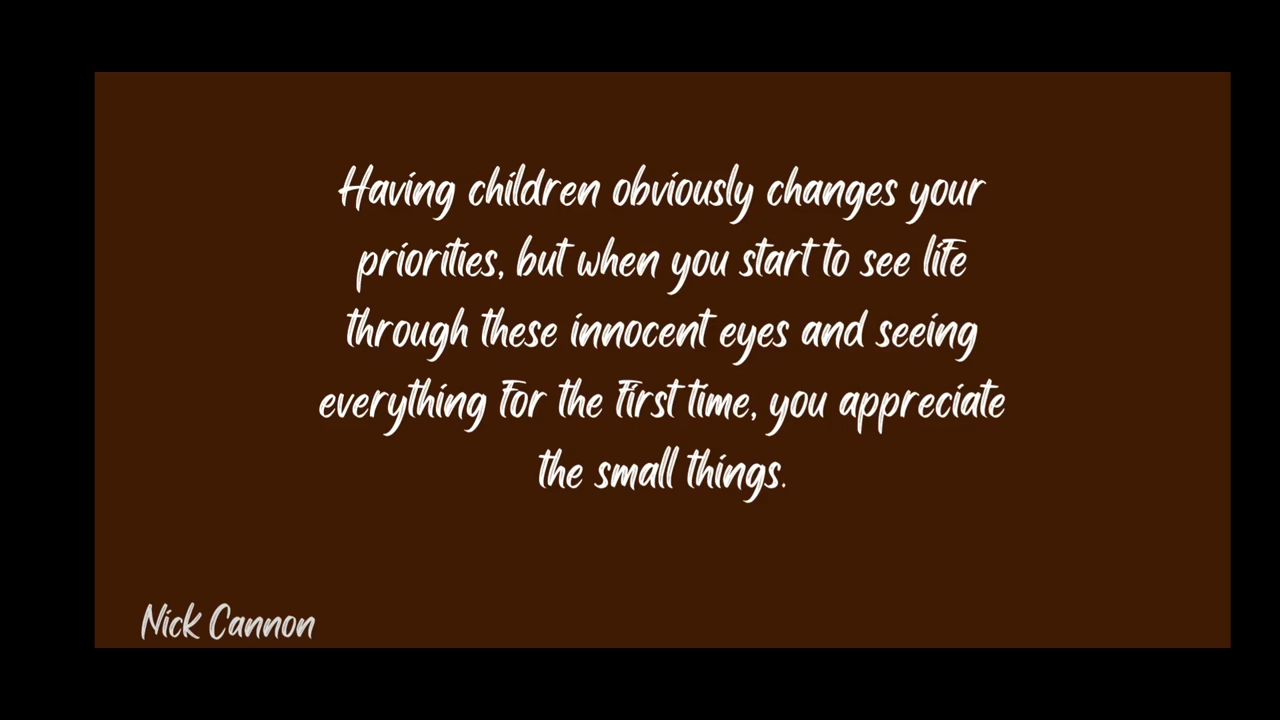 Having children obviously changes your
priorities, but when you start to see life
through these innocent eyes and seeing
everything for the first time, you appreciate
the small things.
Nick Cannon